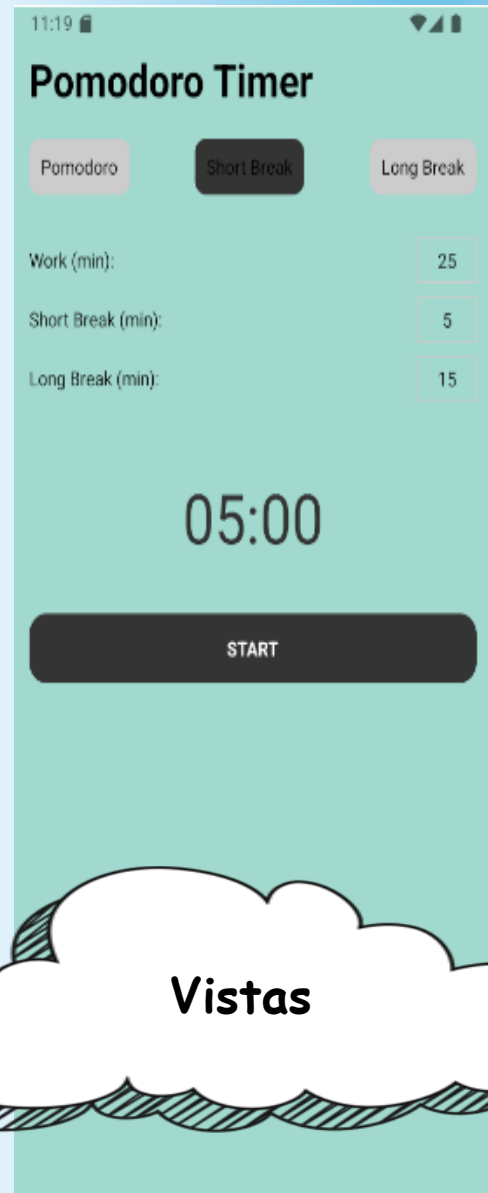 11:19
Pomodoro Timer
Pomodoro Short Break Long Break
Work (min): 25
Short Break (min): 5
Long Break (min): 15
05:00
START
Vistas